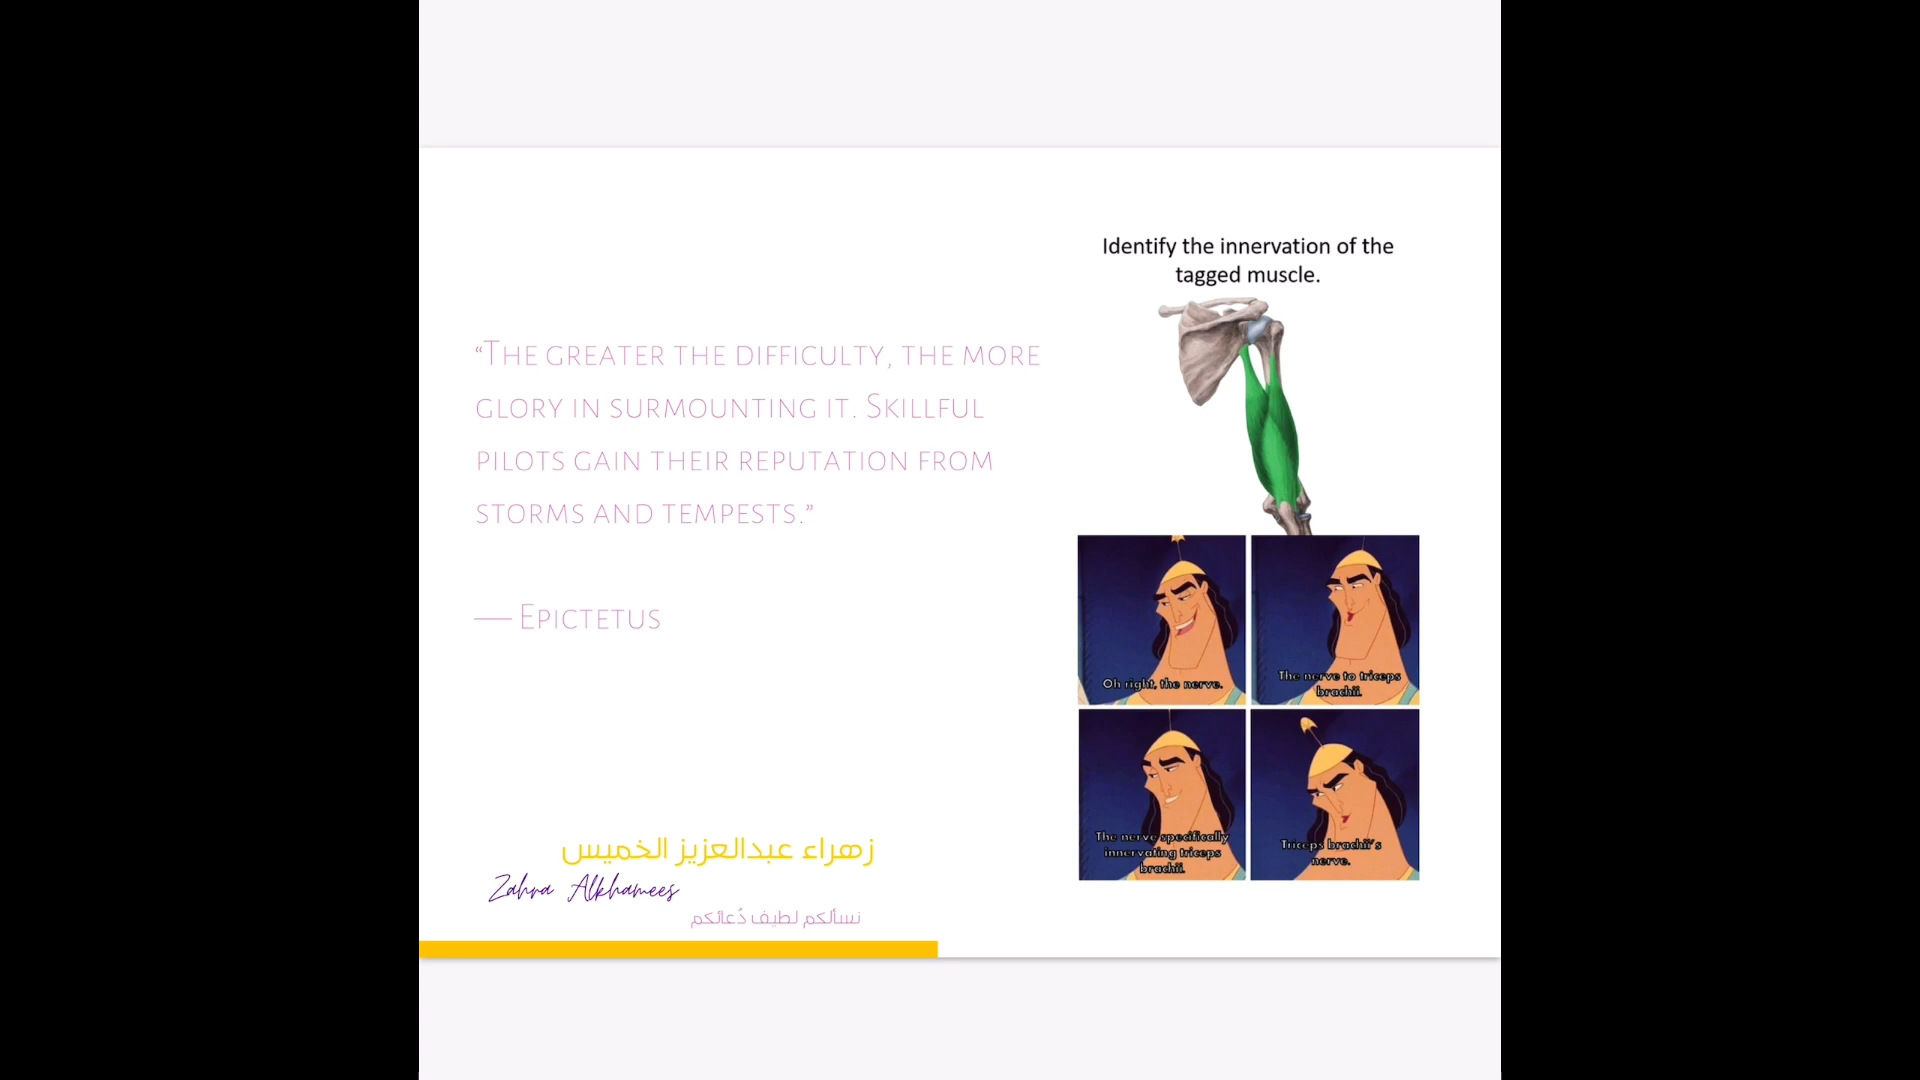 “The greater the difficulty, the more
glory in surmounting it. Skillful
pilots gain their reputation from
storms and tempests.”
— Epictetus
Identify the innervation of the
tagged muscle.
Oh right, the nerve.
The nerve to triceps
brachii.
The nerve specifically
innervating triceps
brachii.
Triceps brachii's
nerve.
زهراء عبدالعزيز الخميس
Zahra Alkhamees
نسألكم لطيف دُعائكم